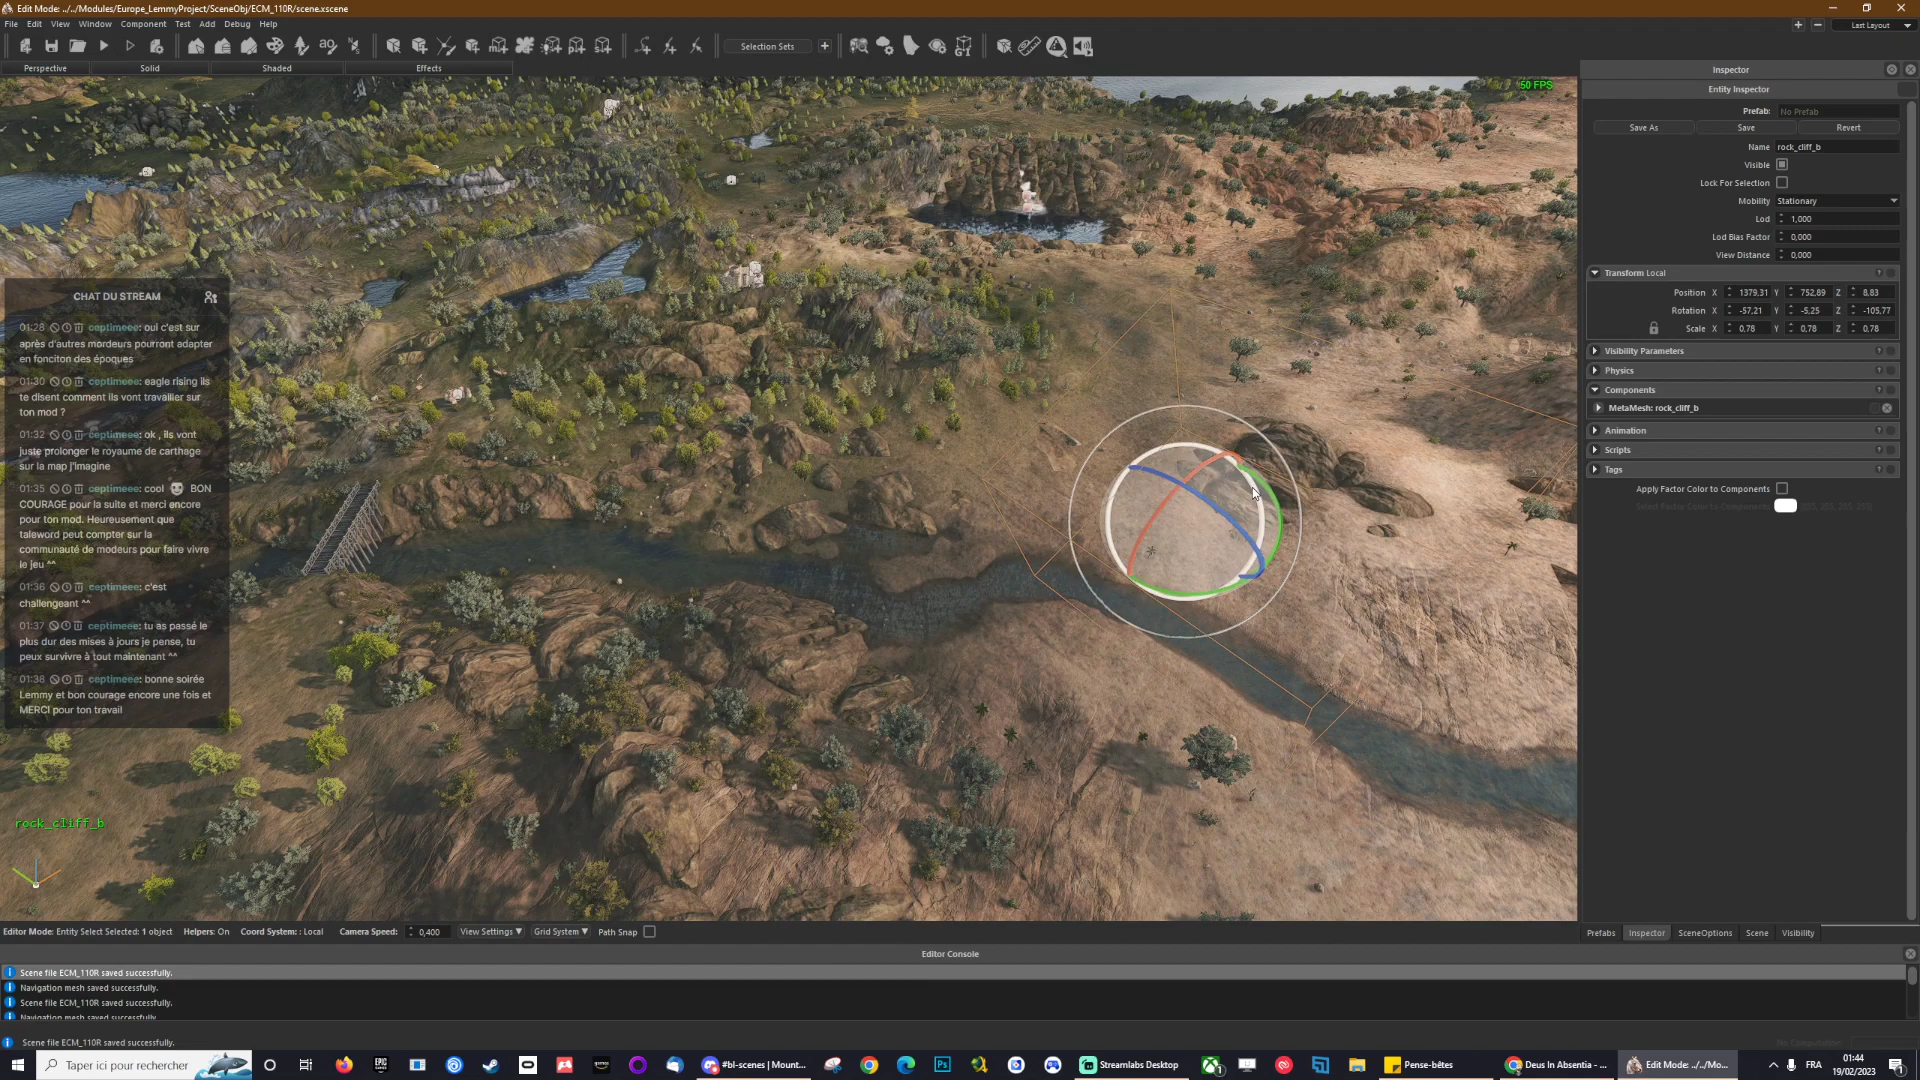 Edit Mode: ../../Modules/Europe_LemmyProject/SceneObj/ECM_110R/scene.xscene
File Edit View Window Component Test Add Debug Help
Last Layout
Selection Sets
Perspective Solid Shaded Effects
50 FPS
Inspector
Entity Inspector
Prefab: No Prefab
Save As Save Revert
Name rock_cliff_b
Visible
Lock For Selection
Mobility Stationary
Lod 1,000
Lod Bias Factor 0,000
View Distance 0,000
Transform Local
Position X 1379,31 Y 752,89 Z 8,83
Rotation X -57,21 Y -5,25 Z -105,77
Scale X 0,78 Y 0,78 Z 0,78
Visibility Parameters
Physics
Components
MetaMesh: rock_cliff_b
Animation
Scripts
Tags
Apply Factor Color to Components
Select Factor Color to Components
CHAT DU STREAM
01:28 ceptimeee: oui c'est sur
après d'autres mordeurs pourront adapter
en fonciton des époques
01:30 ceptimeee: eagle rising ils
te disent comment ils vont travailler sur
ton mod ?
01:32 ceptimeee: ok , ils vont
juste prolonger le royaume de carthage
sur la map j'imagine
01:35 ceptimeee: cool BON
COURAGE pour la suite et merci encore
pour ton mod. Heureusement que
taleword peut compter sur la
communauté de modeurs pour faire vivre
le jeu ^^
01:36 ceptimeee: c'est
challengeant ^^
01:37 ceptimeee: tu as passé le
plus dur des mises à jours je pense, tu
peux survivre à tout maintenant ^^
01:38 ceptimeee: bonne soirée
Lemmy et bon courage encore une fois et
MERCI pour ton travail
rock_cliff_b
Editor Mode: Entity Select Selected: 1 object Helpers: On Coord System: : Local Camera Speed: 0,400 View Settings Grid System Path Snap
Prefabs Inspector SceneOptions Scene Visibility
Editor Console
Scene file ECM_110R saved successfully.
Navigation mesh saved successfully.
Scene file ECM_110R saved successfully.
Navigation mesh saved successfully.
Scene file ECM_110R saved successfully.
No Computation
Taper ici pour rechercher
#bl-scenes | Mount...
Streamlabs Desktop
Pense-bêtes
Deus In Absentia - ...
Edit Mode: ../../Mo...
FRA
01:44
19/02/2023